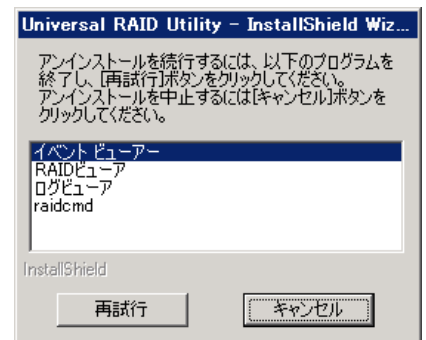 Universal RAID Utility - InstallShield Wiz...
アンインストールを続行するには、以下のプログラムを
終了し、[再試行]ボタンをクリックしてください。
アンインストールを中止するには[キャンセル]ボタンを
クリックしてください。
イベント ビューアー
RAIDビューア
ログビューア
raidcmd
InstallShield
再試行
キャンセル